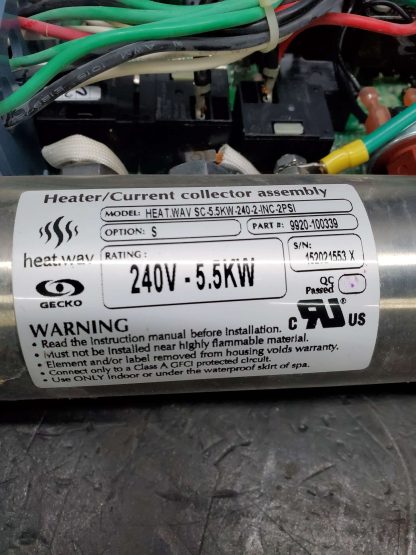 Heater/Current collector assembly
MODEL: HEAT.WAV SC-5.5KW-240-2-INC-2PSI
OPTION: S
PART #: 9920-100339
heat.wav
RATING:
240V - 5.5KW
S/N:
152021553 X
GECKO
QC
Passed
WARNING
• Read the instruction manual before installation.
• Must not be installed near highly flammable material.
• Element and/or label removed from housing voids warranty.
• Connect only to a Class A GFCI protected circuit.
• Use ONLY indoor or under the waterproof skirt of spa.
c RU® US